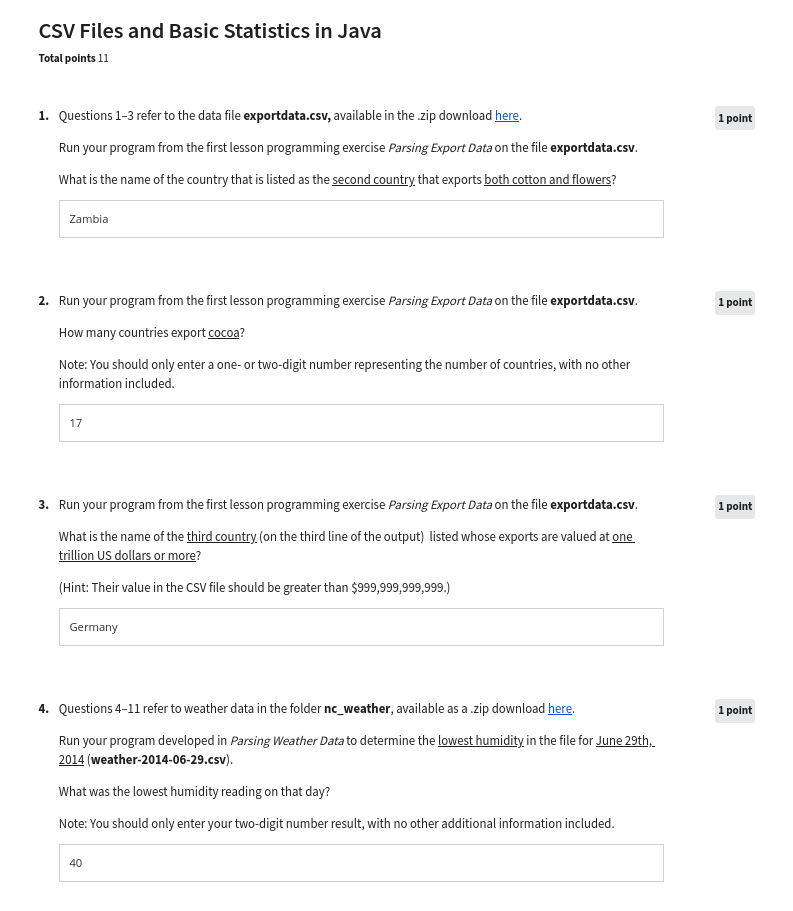 CSV Files and Basic Statistics in Java
Total points 11
1. Questions 1–3 refer to the data file exportdata.csv, available in the .zip download here.
1 point
Run your program from the first lesson programming exercise Parsing Export Data on the file exportdata.csv.
What is the name of the country that is listed as the second country that exports both cotton and flowers?
Zambia
2. Run your program from the first lesson programming exercise Parsing Export Data on the file exportdata.csv.
1 point
How many countries export cocoa?
Note: You should only enter a one- or two-digit number representing the number of countries, with no other
information included.
17
3. Run your program from the first lesson programming exercise Parsing Export Data on the file exportdata.csv.
1 point
What is the name of the third country (on the third line of the output) listed whose exports are valued at one
trillion US dollars or more?
(Hint: Their value in the CSV file should be greater than $999,999,999,999.)
Germany
4. Questions 4–11 refer to weather data in the folder nc_weather, available as a .zip download here.
1 point
Run your program developed in Parsing Weather Data to determine the lowest humidity in the file for June 29th,
2014 (weather-2014-06-29.csv).
What was the lowest humidity reading on that day?
Note: You should only enter your two-digit number result, with no other additional information included.
40